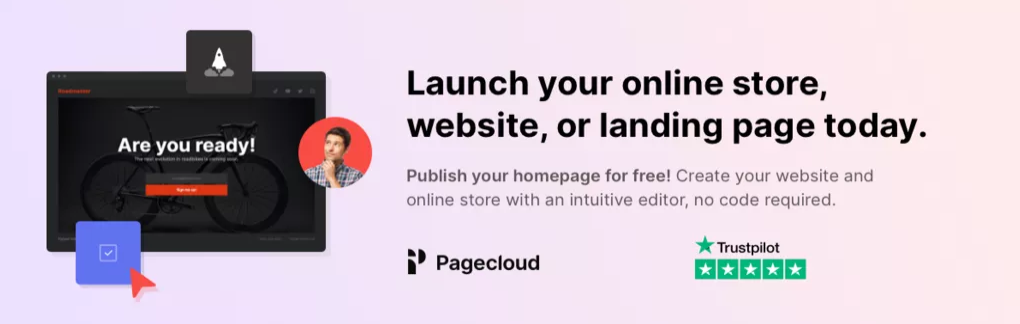 Roadmaster
Are you ready!
The next evolution in roadbikes is coming soon.
Sign me up!
Launch your online store,
website, or landing page today.
Publish your homepage for free! Create your website and
online store with an intuitive editor, no code required.
Pagecloud
Trustpilot